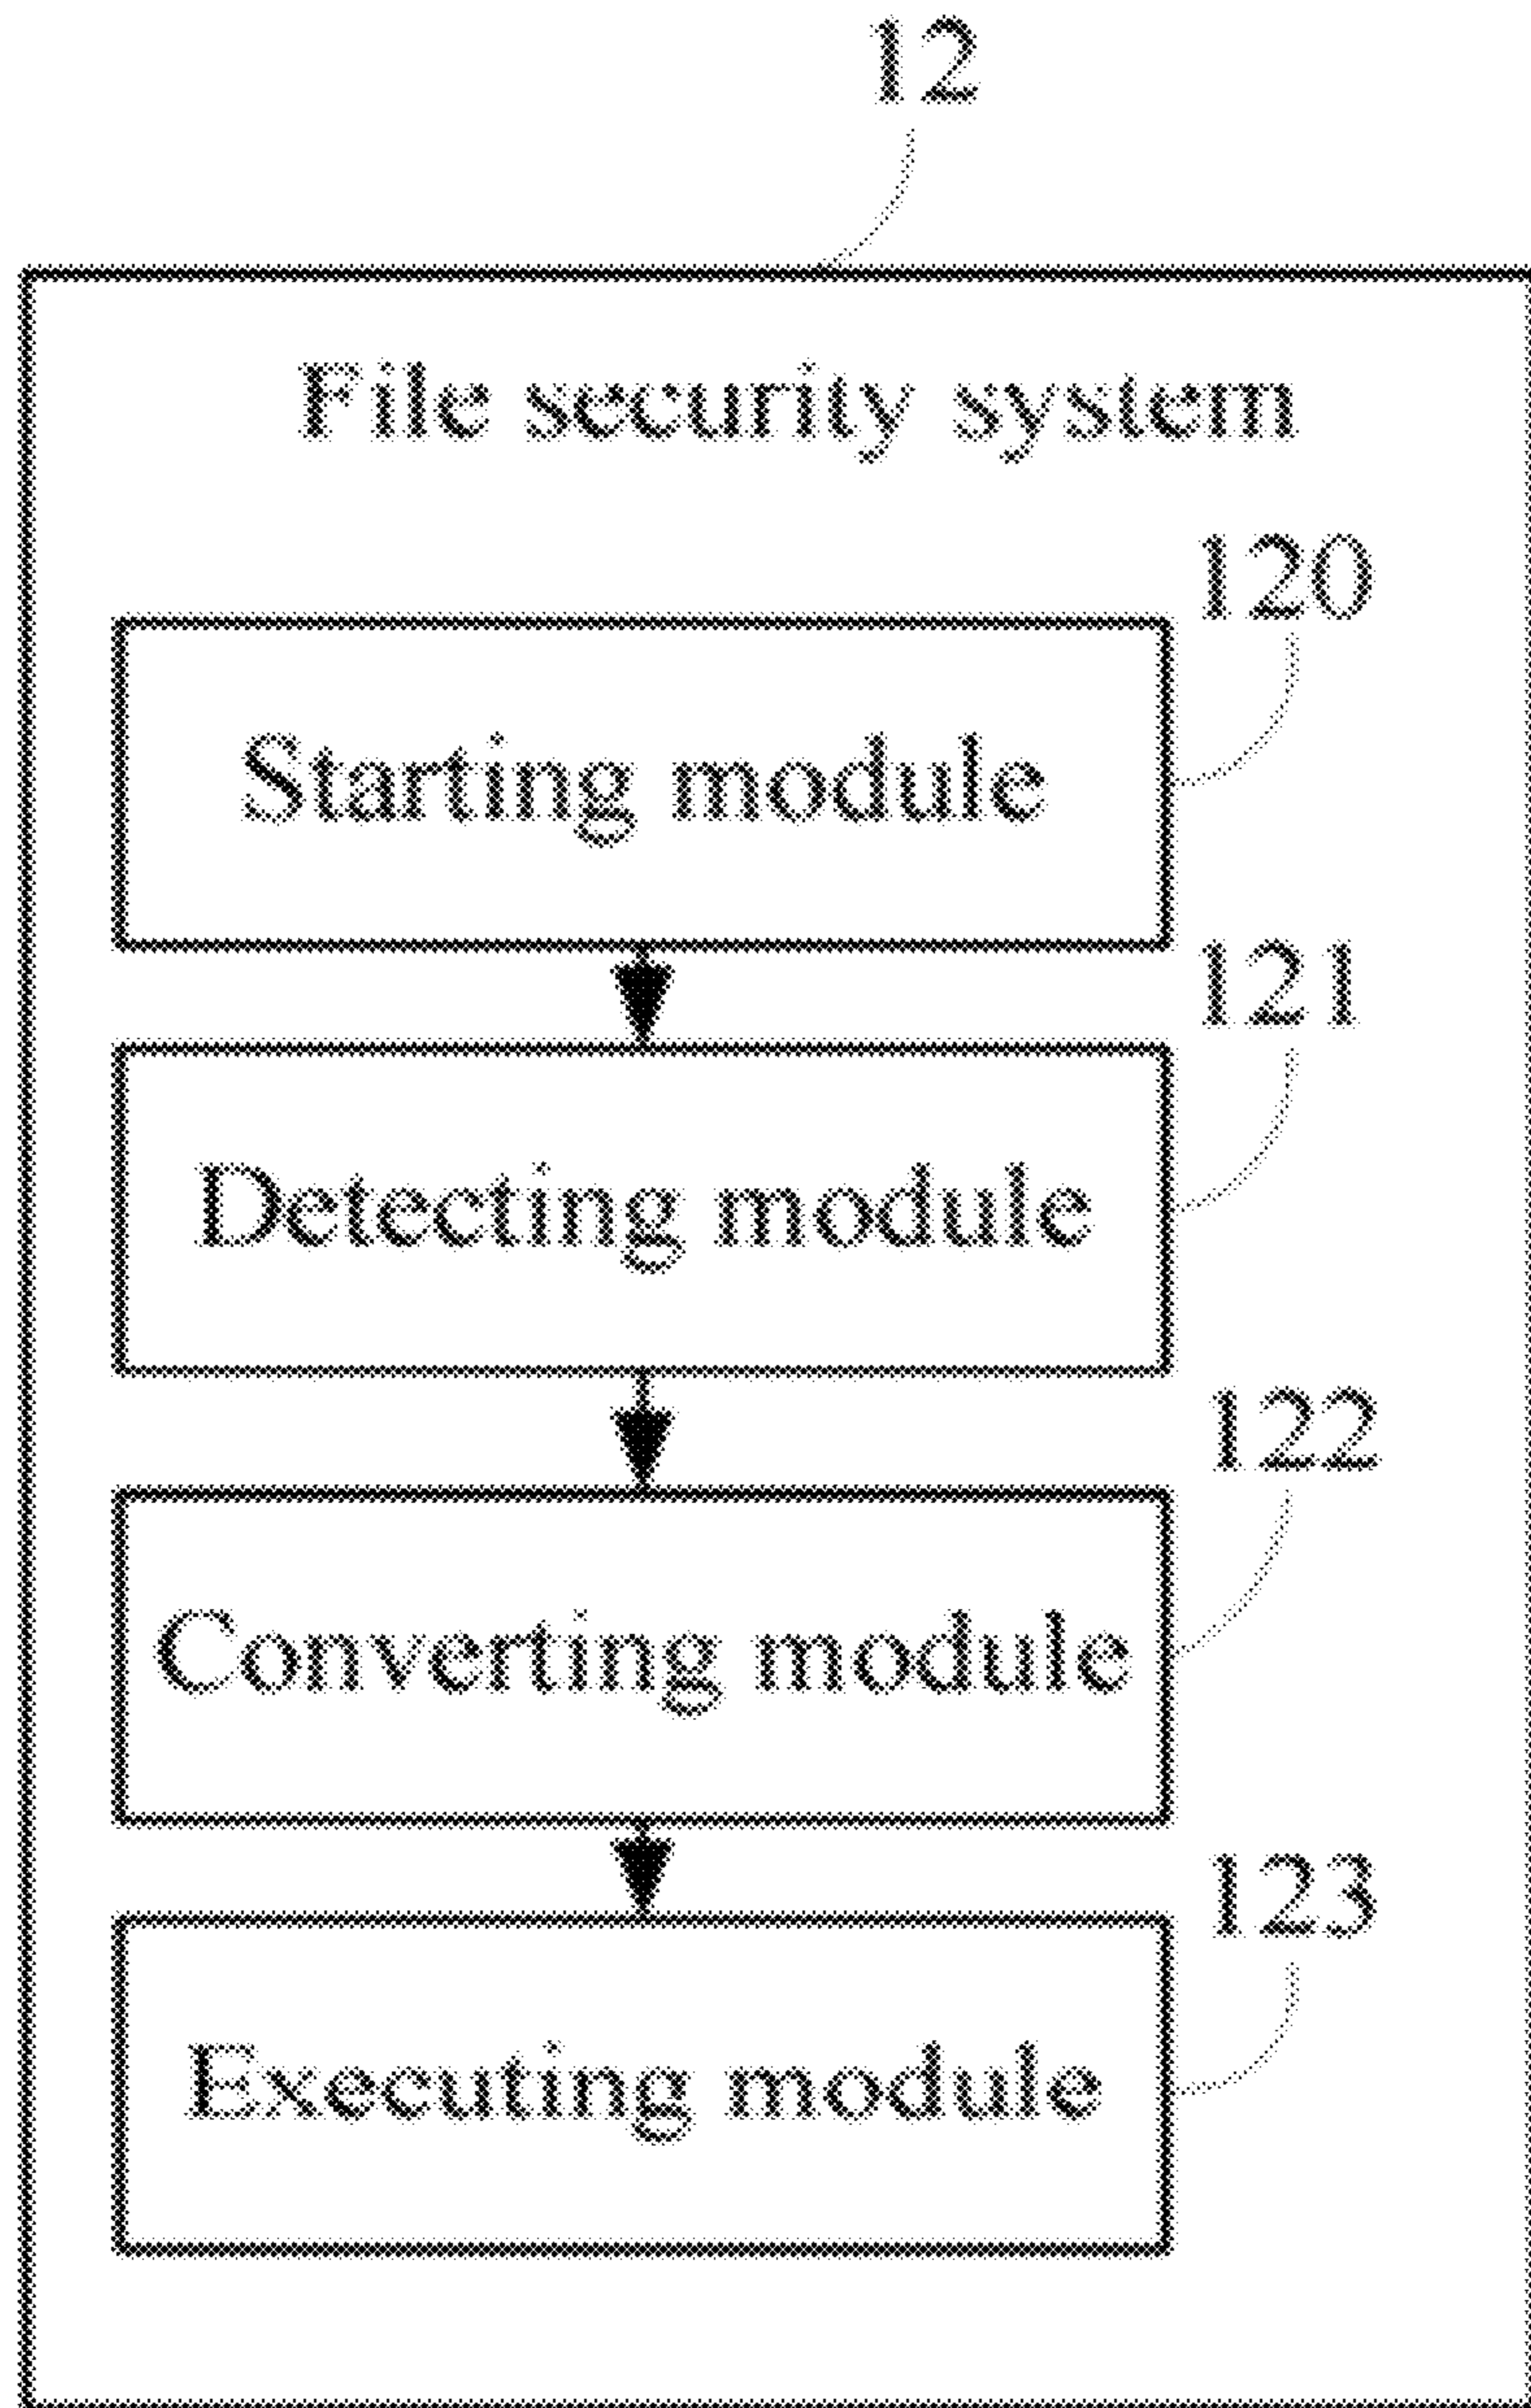 12
File security system
120
Starting module
121
Detecting module
122
Converting module
123
Executing module